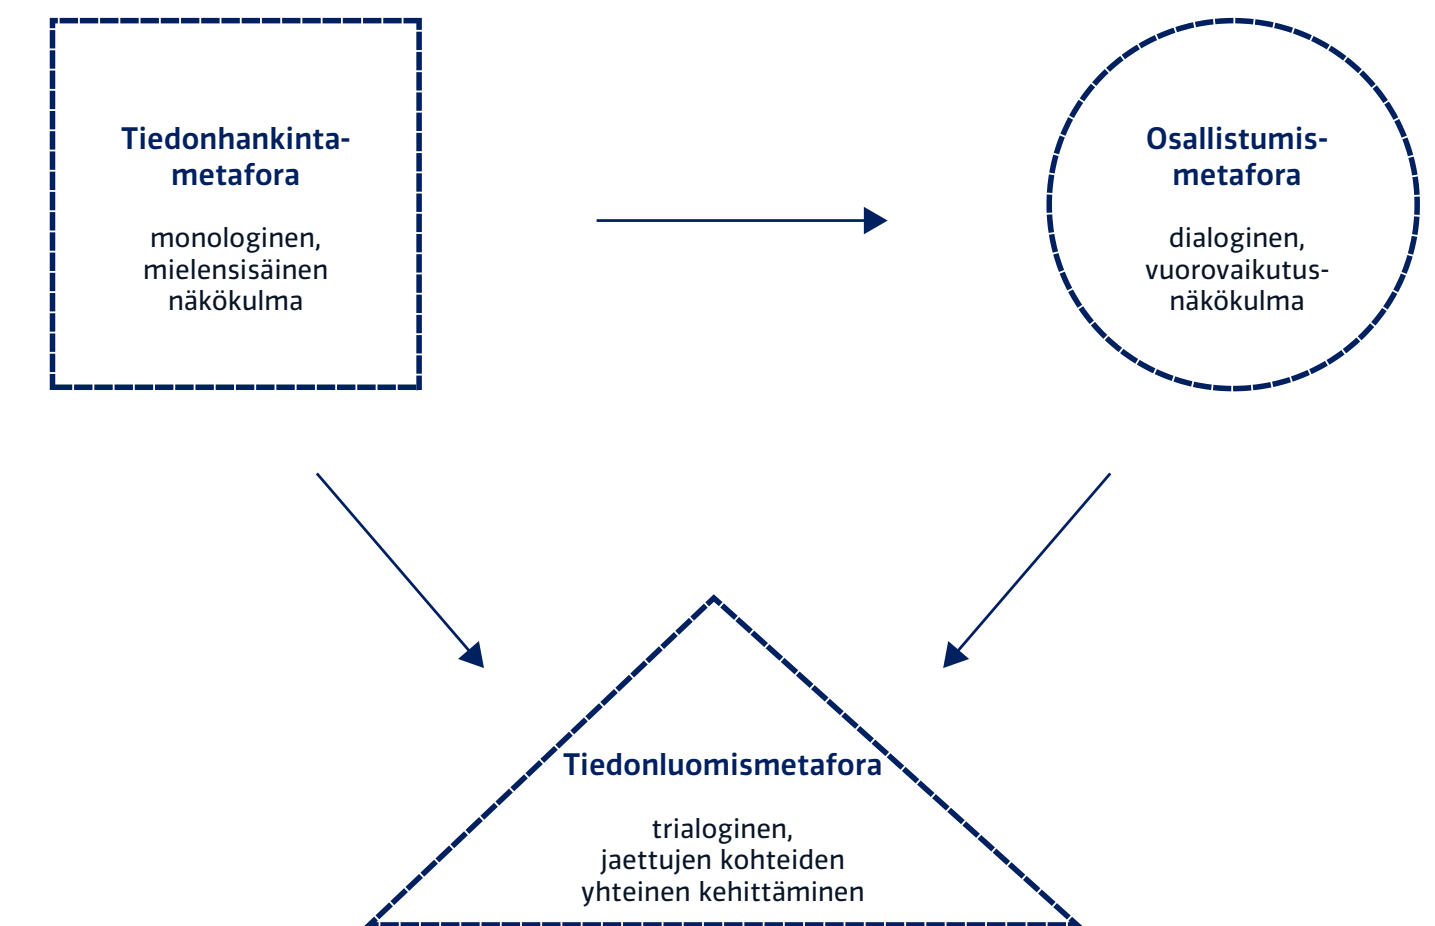 Tiedonhankinta-
metafora
monologinen,
mielensisäinen
näkökulma
Osallistumis-
metafora
dialoginen,
vuorovaikutus-
näkökulma
Tiedonluomismetafora
trialoginen,
jaettujen kohteiden
yhteinen kehittäminen